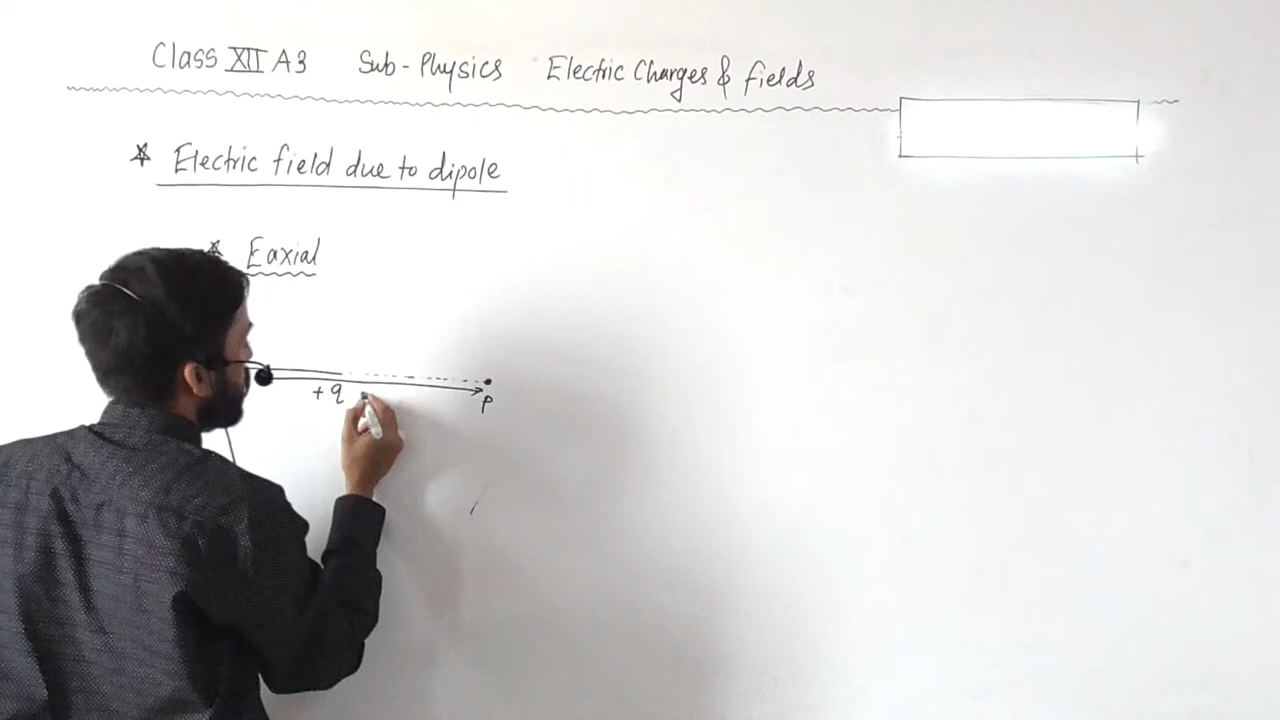 Class XII A3 Sub - Physics Electric Charges & fields
* Electric field due to dipole
* Eaxial
+q
P